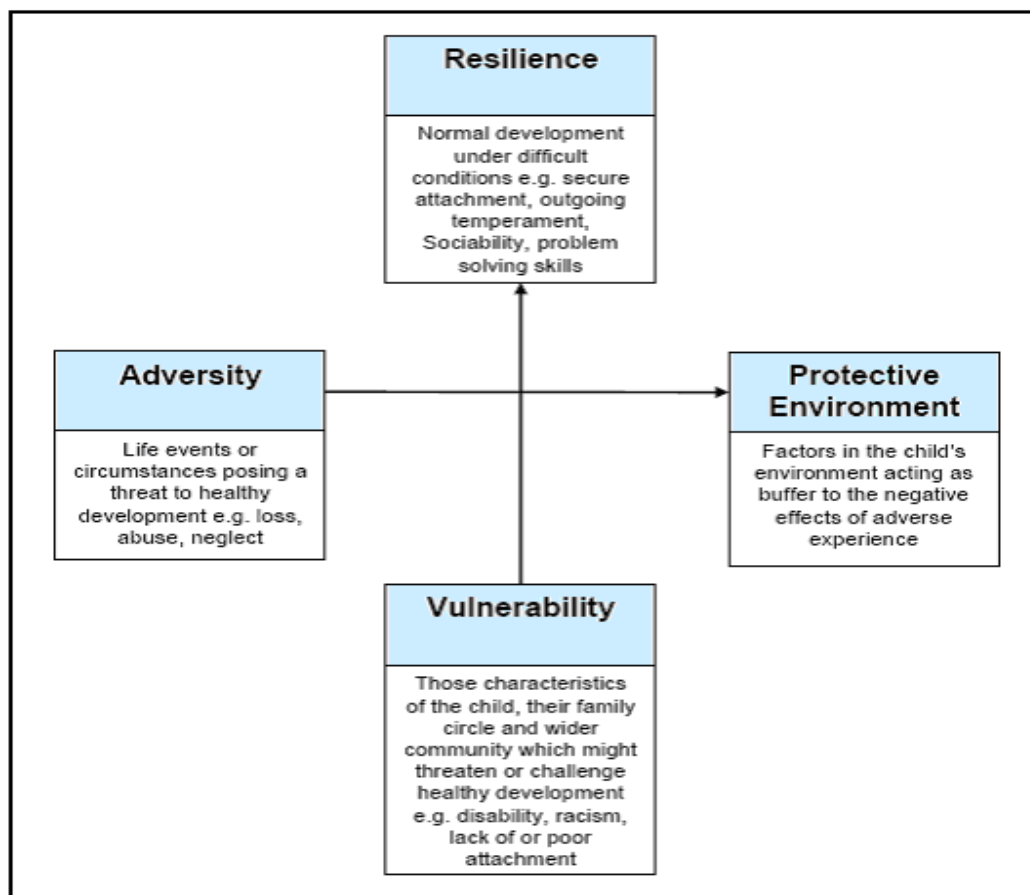 Resilience
Normal development
under difficult
conditions e.g. secure
attachment, outgoing
temperament,
Sociability, problem
solving skills
Adversity
Life events or
circumstances posing a
threat to healthy
development e.g. loss,
abuse, neglect
Protective
Environment
Factors in the child's
environment acting as
buffer to the negative
effects of adverse
experience
Vulnerability
Those characteristics
of the child, their family
circle and wider
community which might
threaten or challenge
healthy development
e.g. disability, racism,
lack of or poor
attachment